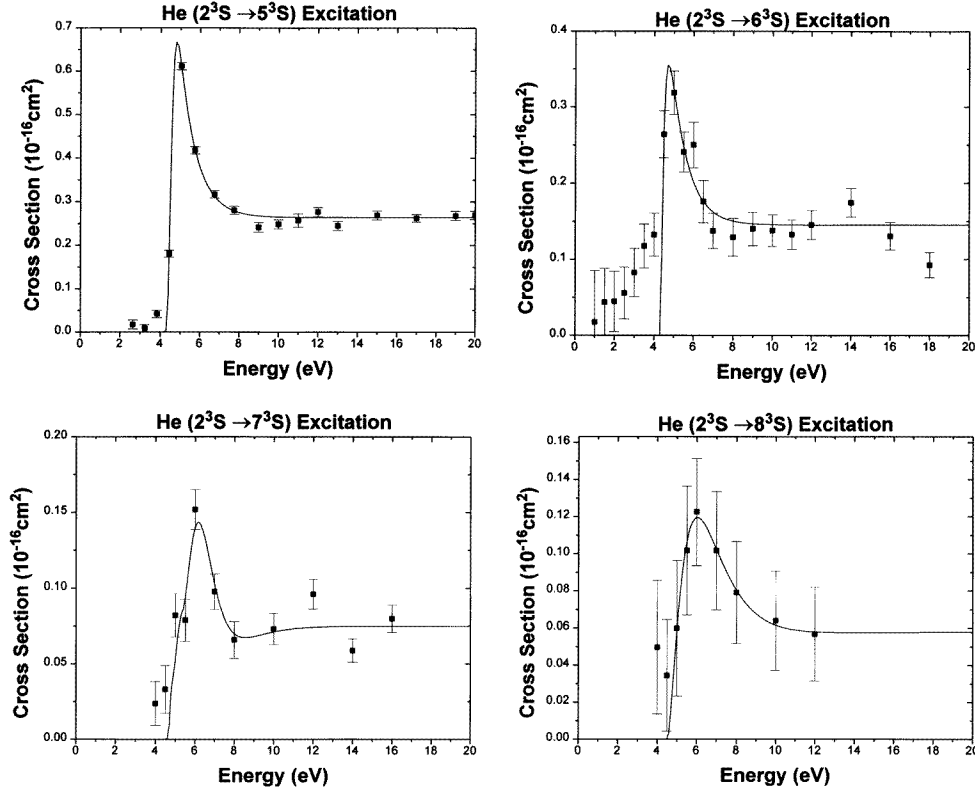 He (2³S →5³S) Excitation
Cross Section (10⁻¹⁶cm²)
0.7
0.6
0.5
0.4
0.3
0.2
0.1
0.0
0 2 4 6 8 10 12 14 16 18 20
Energy (eV)
He (2³S →6³S) Excitation
Cross Section (10⁻¹⁶cm²)
0.4
0.3
0.2
0.1
0.0
0 2 4 6 8 10 12 14 16 18 20
Energy (eV)
He (2³S →7³S) Excitation
Cross Section (10⁻¹⁶cm²)
0.20
0.15
0.10
0.05
0.00
0 2 4 6 8 10 12 14 16 18 20
Energy (eV)
He (2³S →8³S) Excitation
Cross Section (10⁻¹⁶cm²)
0.16
0.14
0.12
0.10
0.08
0.06
0.04
0.02
0.00
0 2 4 6 8 10 12 14 16 18 20
Energy (eV)